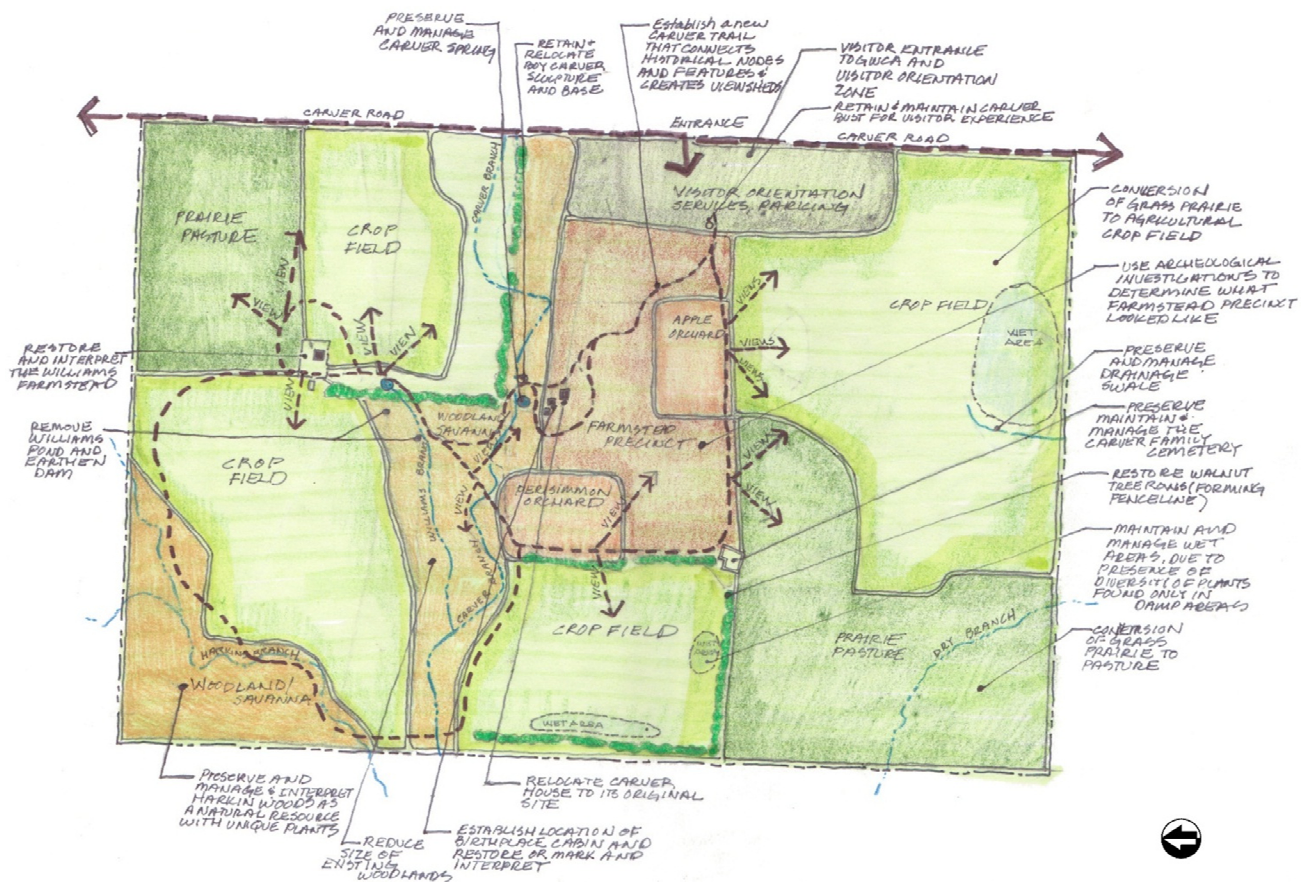 PRESERVE
AND MANAGE
CARVER SPRING
RETAIN &
RELOCATE
BOY CARVER
SCULPTURE
AND BASE
Establish a new
CARVER TRAIL
THAT CONNECTS
HISTORICAL NODES
AND FEATURES &
CREATES VIEWSHEDS
VISITOR ENTRANCE
TO GWCA AND
VISITOR ORIENTATION
ZONE
RETAIN & MAINTAIN CARVER
BUST FOR VISITOR EXPERIENCE
CARVER ROAD
ENTRANCE
CARVER ROAD
PRAIRIE
PASTURE
CROP
FIELD
CARVER BRANCH
VISITOR ORIENTATION
SERVICES, PARKING
CROP FIELD
WET
AREA
APPLE
ORCHARD
VIEW
VIEW
VIEW
VIEW
VIEW
VIEWS
VIEWS
VIEWS
CONVERSION
OF GRASS PRAIRIE
TO AGRICULTURAL
CROP FIELD
USE ARCHEOLOGICAL
INVESTIGATIONS TO
DETERMINE WHAT
FARMSTEAD PRECINCT
LOOKED LIKE
PRESERVE
AND MANAGE
DRAINAGE
SWALE
PRESERVE
MAINTAIN &
MANAGE THE
CARVER FAMILY
CEMETERY
RESTORE WALNUT
TREE ROWS (FORMING
FENCELINE)
MAINTAIN AND
MANAGE WET
AREAS, DUE TO
PRESENCE OF
DIVERSITY OF PLANTS
FOUND ONLY IN
DAMP AREAS
CONVERSION
OF GRASS
PRAIRIE TO
PASTURE
RESTORE
AND INTERPRET
THE WILLIAMS
FARMSTEAD
REMOVE
WILLIAMS
POND AND
EARTHEN
DAM
CROP
FIELD
WOODLAND
SAVANNA
WILLIAMS BRANCH
FARMSTEAD
PRECINCT
PERSIMMON
ORCHARD
VIEW
VIEW
VIEW
VIEW
VIEWS
VIEW
CARVER BRANCH
CROP FIELD
WET
AREA
WET AREA
PRAIRIE
PASTURE
DRY BRANCH
HARKINS BRANCH
WOODLAND/
SAVANNA
PRESERVE AND
MANAGE & INTERPRET
HARKIN WOODS AS
A NATURAL RESOURCE
WITH UNIQUE PLANTS
REDUCE
SIZE OF
EXISTING
WOODLANDS
ESTABLISH LOCATION OF
BIRTHPLACE CABIN AND
RESTORE OR MARK AND
INTERPRET
RELOCATE CARVER
HOUSE TO ITS ORIGINAL
SITE